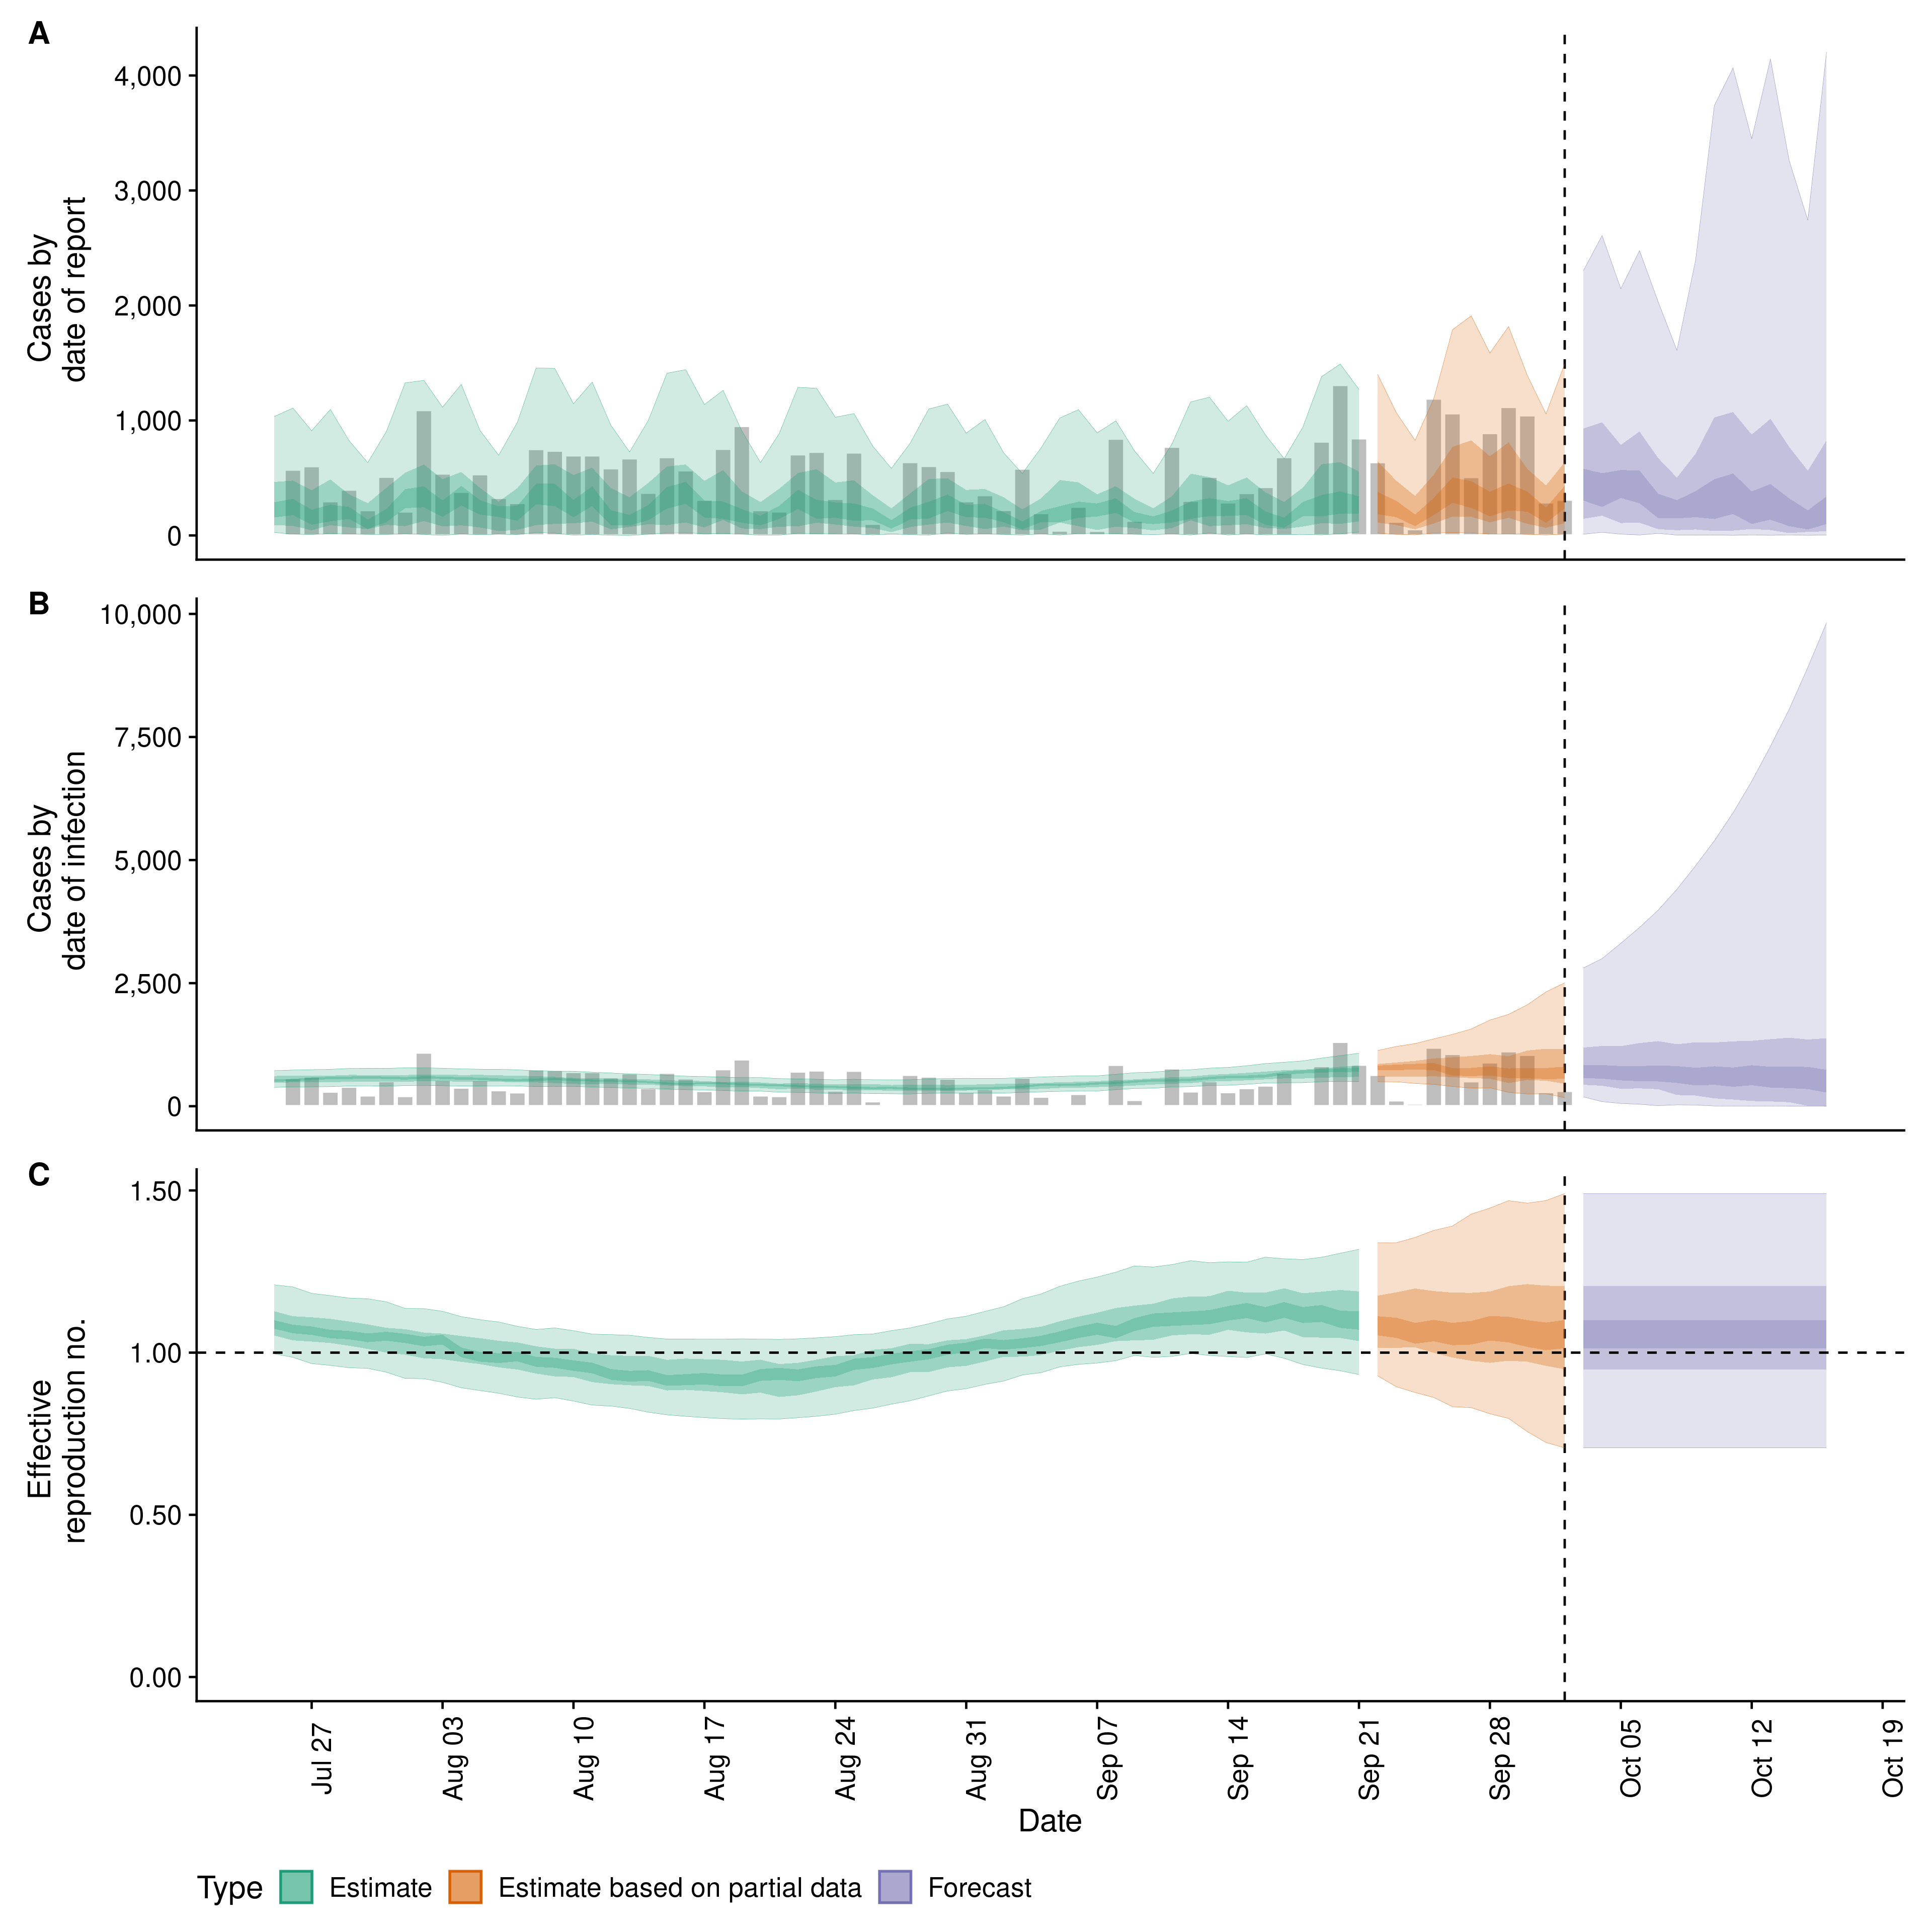 A
Cases by
date of report
4,000
3,000
2,000
1,000
0
B
Cases by
date of infection
10,000
7,500
5,000
2,500
0
C
Effective
reproduction no.
1.50
1.00
0.50
0.00
Jul 27
Aug 03
Aug 10
Aug 17
Aug 24
Aug 31
Sep 07
Sep 14
Sep 21
Sep 28
Oct 05
Oct 12
Oct 19
Date
Type Estimate Estimate based on partial data Forecast